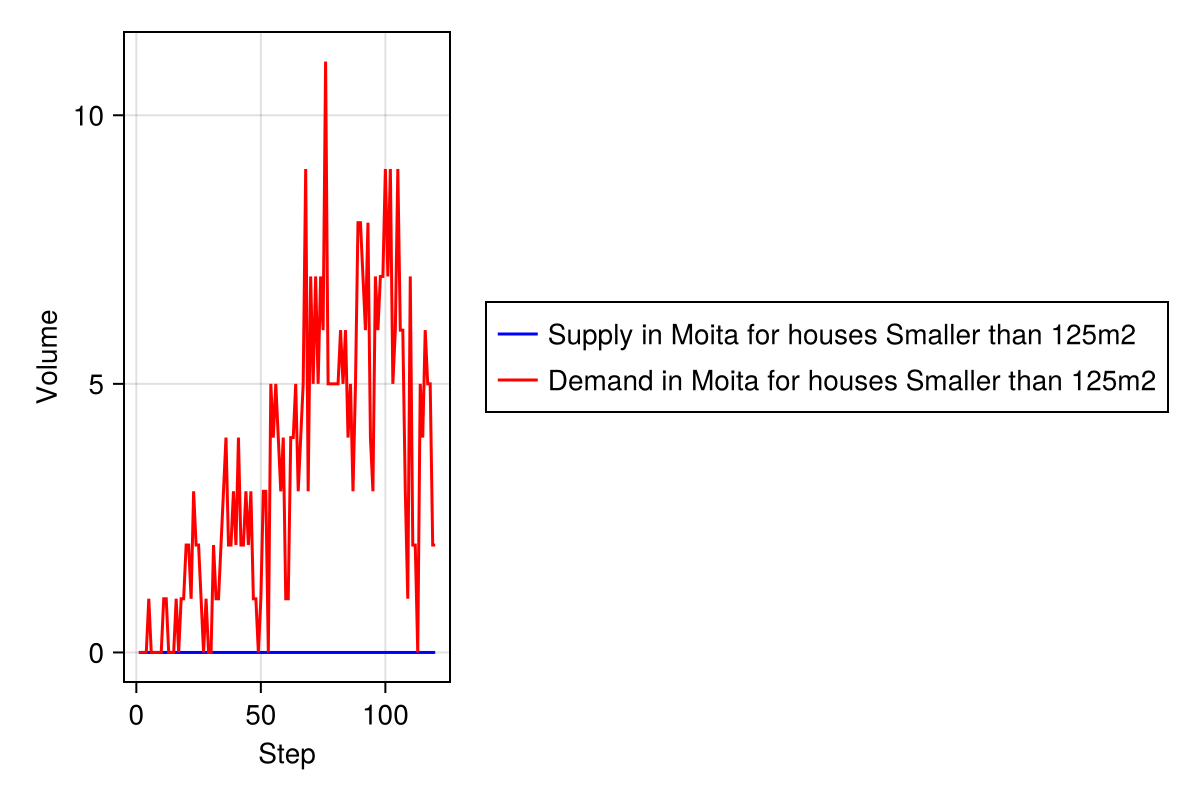 10
5
0
Volume
0 50 100
Step
Supply in Moita for houses Smaller than 125m2
Demand in Moita for houses Smaller than 125m2